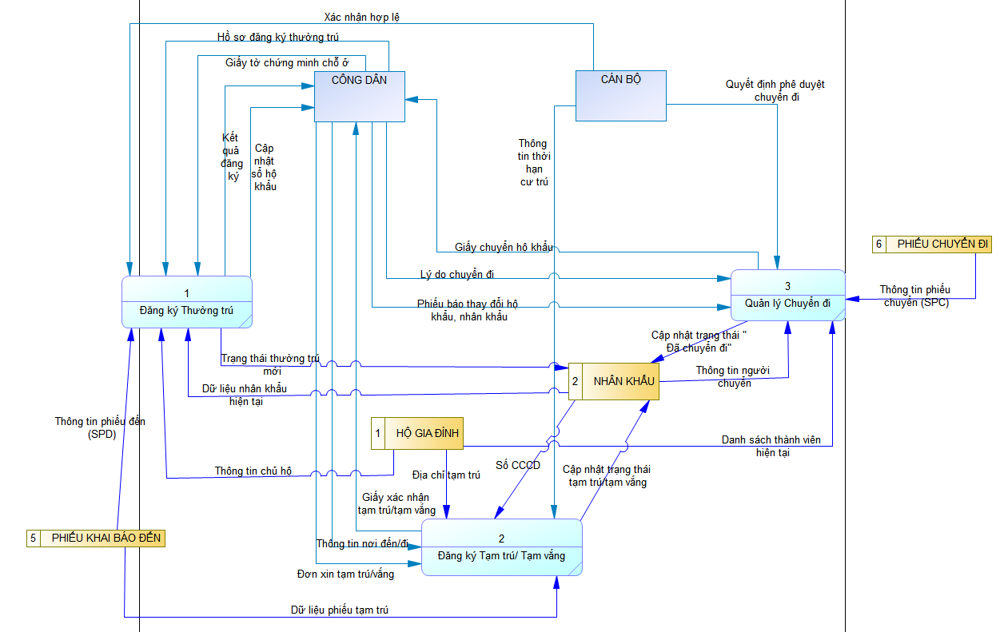 Xác nhận hợp lệ
Hồ sơ đăng ký thường trú
Giấy tờ chứng minh chỗ ở
CÔNG DÂN
CÁN BỘ
Quyết định phê duyệt
chuyển đi
Kết
quả
đăng
ký
Cập
nhật
sổ hộ
khẩu
Thông
tin thời
hạn
cư trú
Giấy chuyển hộ khẩu
6
PHIẾU CHUYỂN ĐI
Lý do chuyển đi
1
Đăng ký Thường trú
3
Quản lý Chuyển đi
Thông tin phiếu
chuyển (SPC)
Phiếu báo thay đổi hộ
khẩu, nhân khẩu
Cập nhật trạng thái "
Đã chuyển đi"
Trạng thái thường trú
mới
2
NHÂN KHẨU
Thông tin người
chuyển
Dữ liệu nhân khẩu
hiện tại
Thông tin phiếu đến
(SPD)
1
HỘ GIA ĐÌNH
Danh sách thành viên
hiện tại
Thông tin chủ hộ
Địa chỉ tạm trú
Số CCCD
Cập nhật trạng thái
tạm trú/tạm vắng
Giấy xác nhận
tạm trú/tạm vắng
5
PHIẾU KHAI BÁO ĐẾN
2
Đăng ký Tạm trú/ Tạm vắng
Thông tin nơi đến/đi
Đơn xin tạm trú/vắng
Dữ liệu phiếu tạm trú